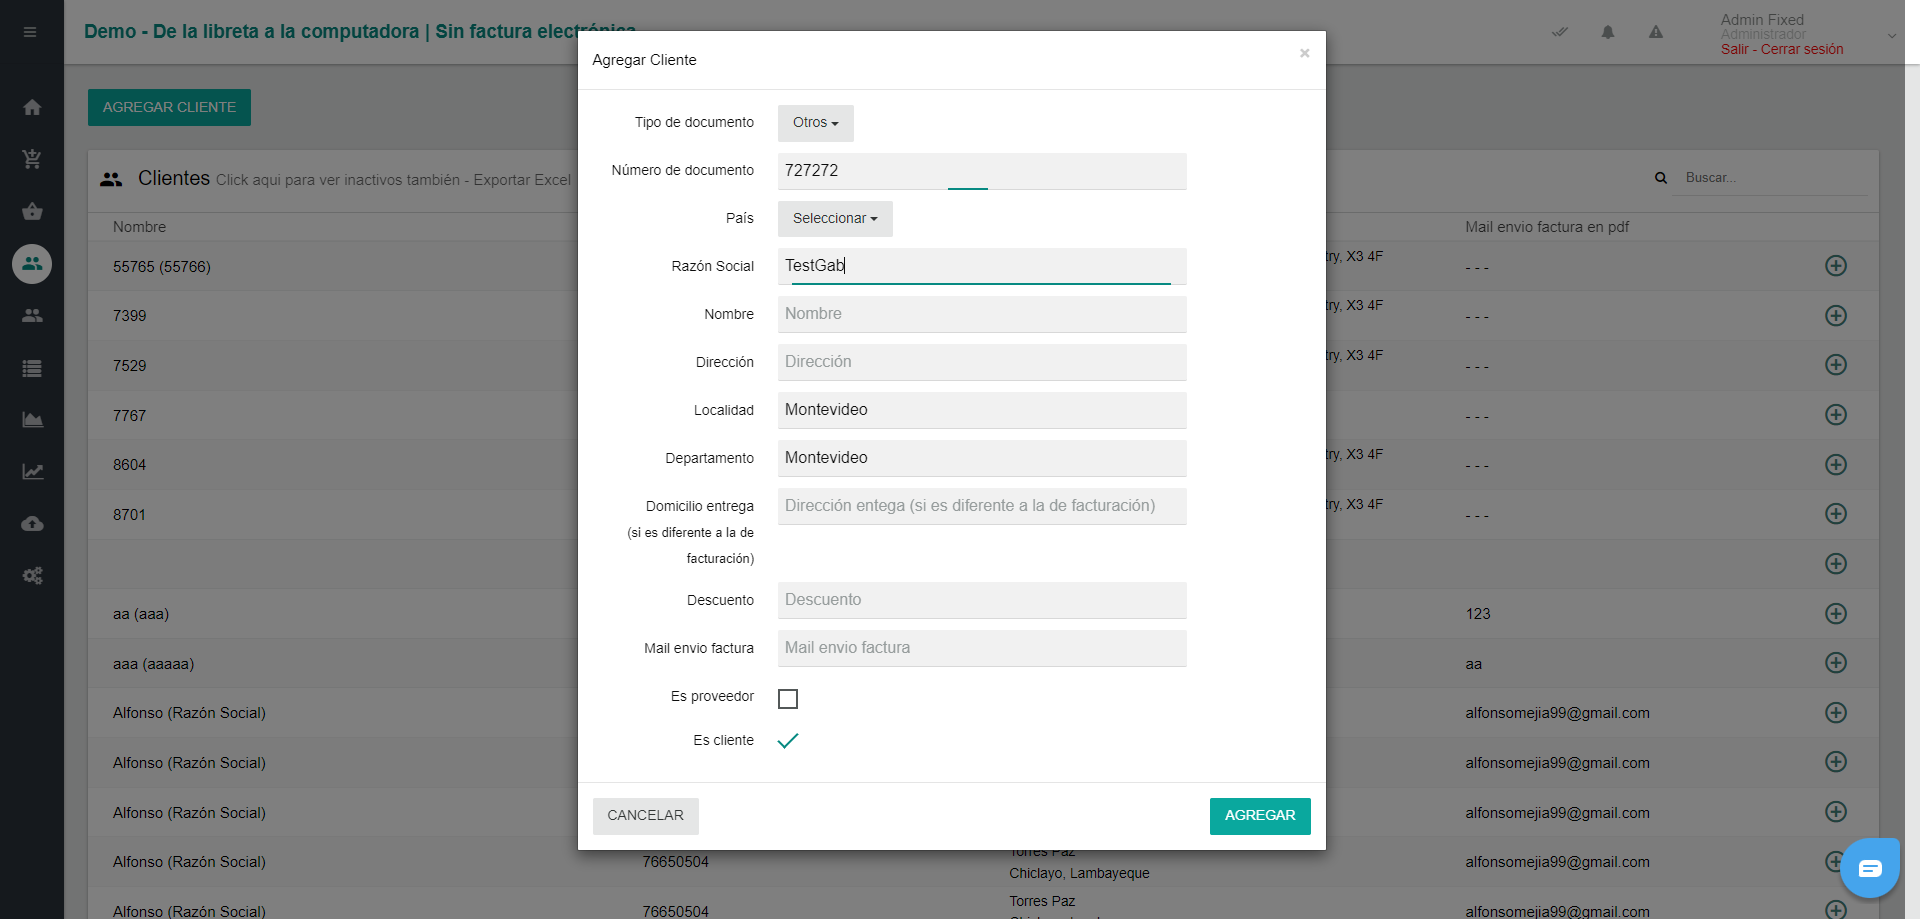 Demo - De la libreta a la computadora | Sin factura electrónica
Admin Fixed
Administrador
Salir - Cerrar sesión
AGREGAR CLIENTE
Clientes Click aqui para ver inactivos también - Exportar Excel
Buscar...
Nombre
Mail envio factura en pdf
55765 (55766)
try, X3 4F
- - -
7399
try, X3 4F
- - -
7529
try, X3 4F
- - -
7767
- - -
8604
try, X3 4F
- - -
8701
try, X3 4F
- - -
aa (aaa)
123
aaa (aaaaa)
aa
Alfonso (Razón Social)
alfonsomejia99@gmail.com
Alfonso (Razón Social)
alfonsomejia99@gmail.com
Alfonso (Razón Social)
alfonsomejia99@gmail.com
Alfonso (Razón Social)
76650504
Torres Paz
Chiclayo, Lambayeque
alfonsomejia99@gmail.com
Alfonso (Razón Social)
76650504
Torres Paz
alfonsomejia99@gmail.com
Agregar Cliente
×
Tipo de documento
Otros
Número de documento
727272
País
Seleccionar
Razón Social
TestGab
Nombre
Nombre
Dirección
Dirección
Localidad
Montevideo
Departamento
Montevideo
Domicilio entrega
(si es diferente a la de
facturación)
Dirección entega (si es diferente a la de facturación)
Descuento
Descuento
Mail envio factura
Mail envio factura
Es proveedor
Es cliente
CANCELAR
AGREGAR